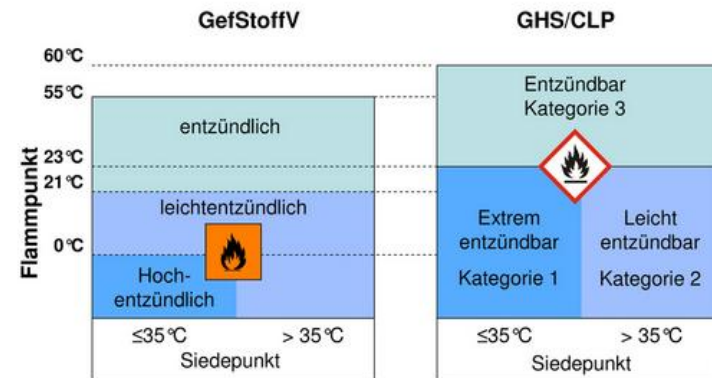 GefStoffV
GHS/CLP
Flammpunkt
60°C
55°C
23°C
21°C
0°C
entzündlich
leichtentzündlich
Hoch-
entzündlich
≤35°C > 35°C
Siedepunkt
Entzündbar
Kategorie 3
Extrem
entzündbar
Kategorie 1
Leicht
entzündbar
Kategorie 2
≤35°C > 35°C
Siedepunkt